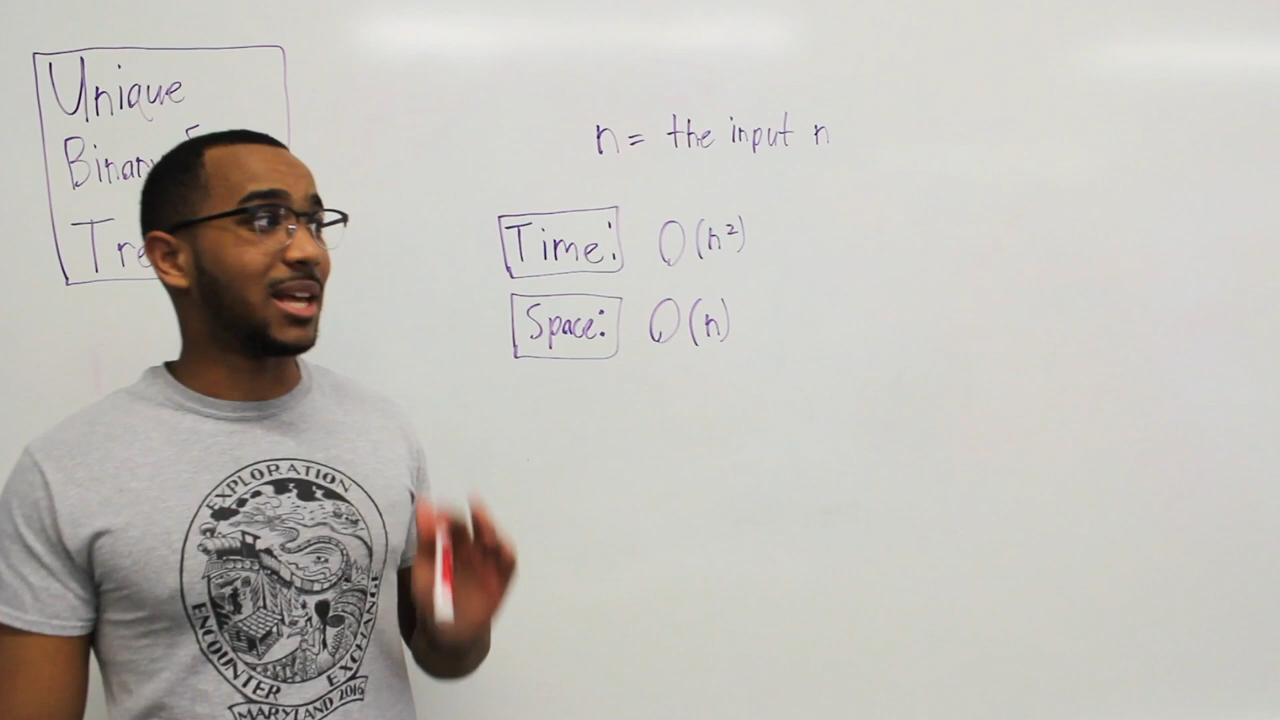 Unique
Binary S
Tre
n = the input n
Time: O(n²)
Space: O(n)
EXPLORATION
ENCOUNTER
EXCHANGE
MARYLAND 2016